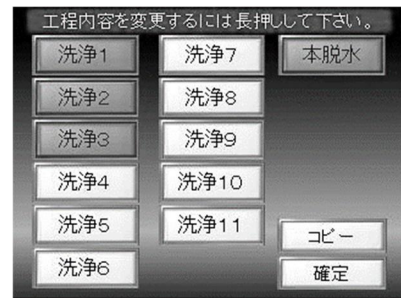 工程内容を変更するには長押しして下さい。
洗浄1
洗浄2
洗浄3
洗浄4
洗浄5
洗浄6
洗浄7
洗浄8
洗浄9
洗浄10
洗浄11
本脱水
コピー
確定